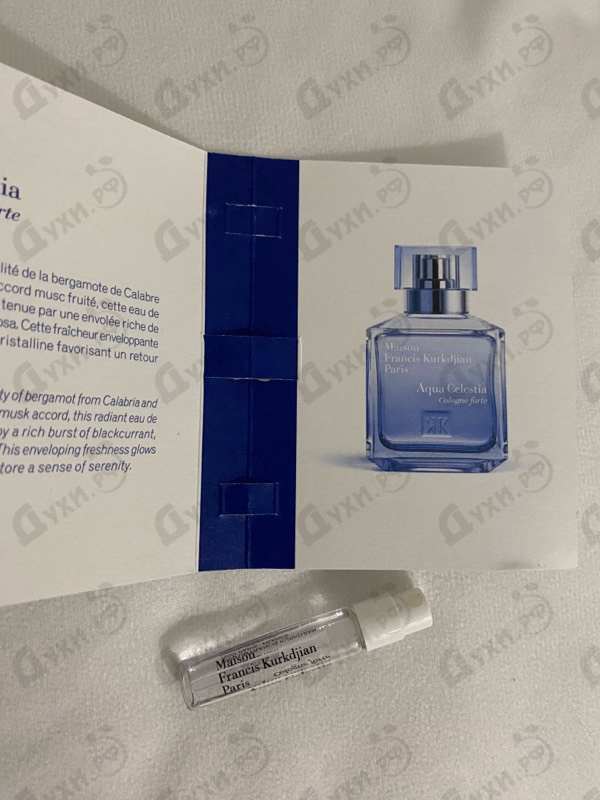 ia
rte
lité de la bergamote de Calabre
ccord musc fruité, cette eau de
tenue par une envolée riche de
osa. Cette fraîcheur enveloppante
ristalline favorisant un retour
ty of bergamot from Calabria and
musk accord, this radiant eau de
by a rich burst of blackcurrant,
This enveloping freshness glows
tore a sense of serenity.
Maison
Francis Kurkdjian
Paris
Aqua Celestia
Cologne forte
Maison
Francis Kurkdjian
Paris
Духи.рф